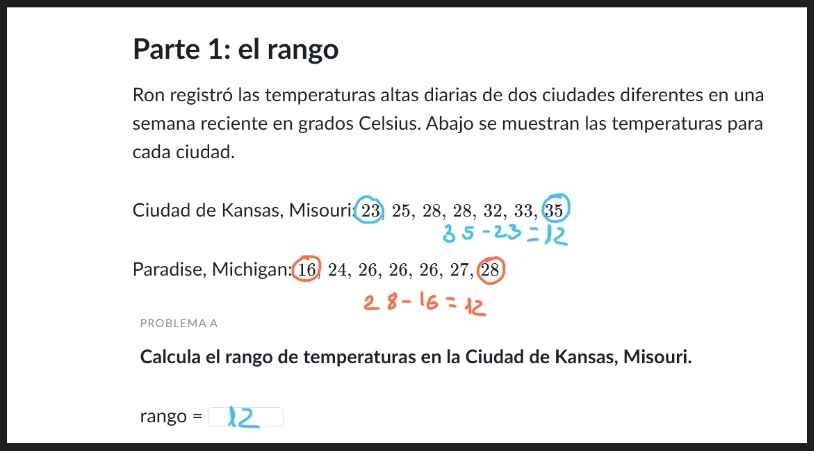 Parte 1: el rango
Ron registró las temperaturas altas diarias de dos ciudades diferentes en una
semana reciente en grados Celsius. Abajo se muestran las temperaturas para
cada ciudad.
Ciudad de Kansas, Misouri: 23, 25, 28, 28, 32, 33, 35
35-23=12
Paradise, Michigan: 16, 24, 26, 26, 26, 27, 28
28-16=12
PROBLEMA A
Calcula el rango de temperaturas en la Ciudad de Kansas, Misouri.
rango = 12